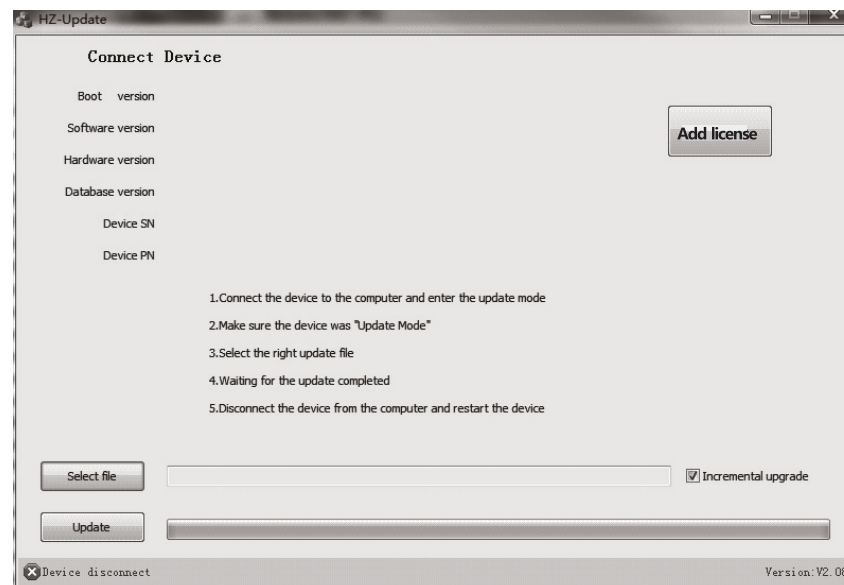 HZ-Update
Connect Device
Boot version
Software version
Add license
Hardware version
Database version
Device SN
Device PN
1.Connect the device to the computer and enter the update mode
2.Make sure the device was "Update Mode"
3.Select the right update file
4.Waiting for the update completed
5.Disconnect the device from the computer and restart the device
Select file
Incremental upgrade
Update
Device disconnect
Version:V2.08